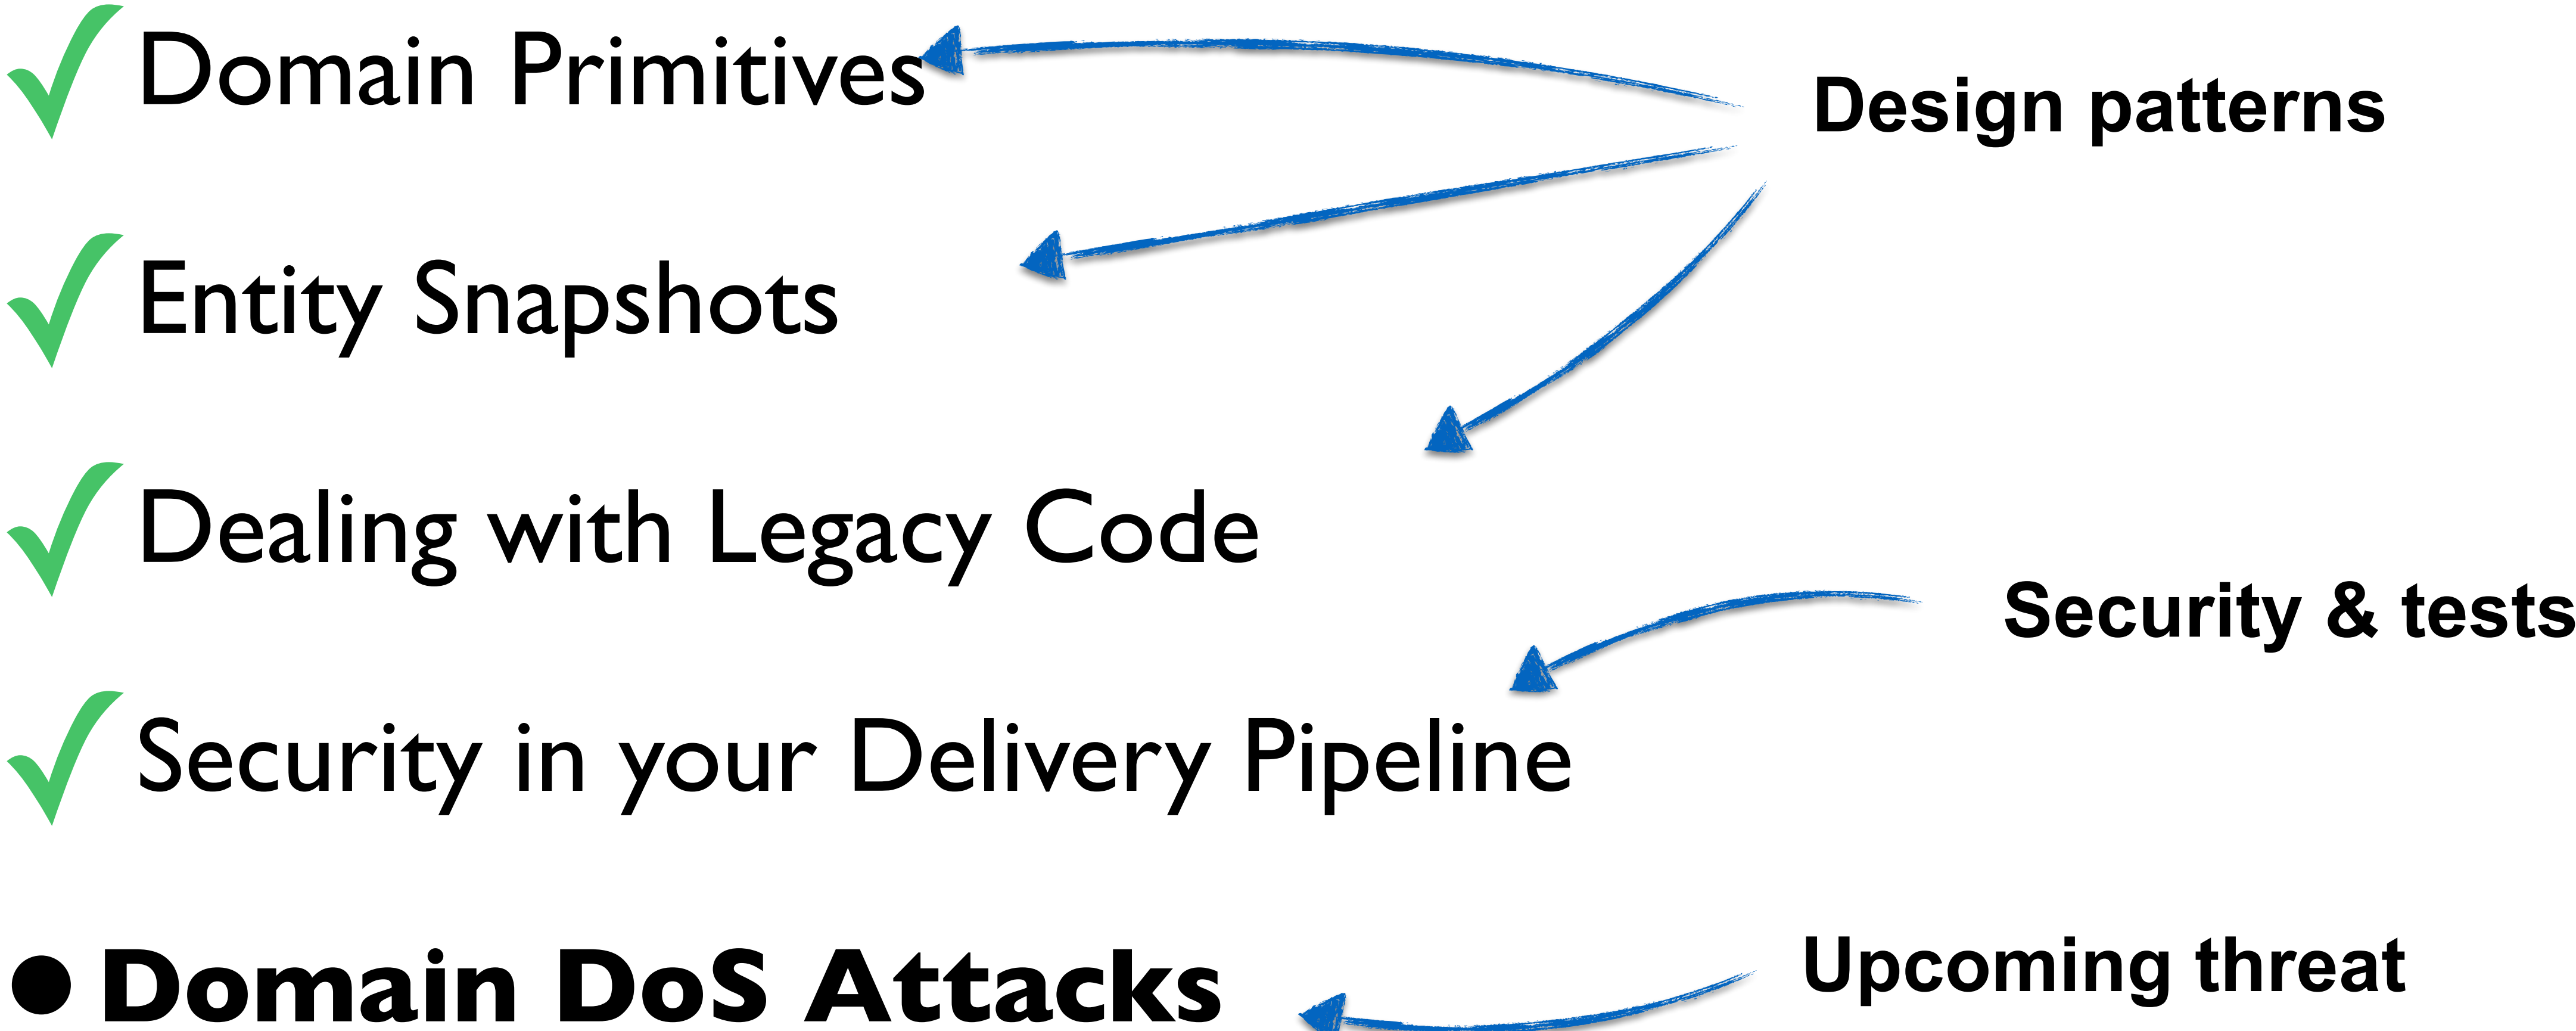 Domain Primitives
Design patterns
Entity Snapshots
Dealing with Legacy Code
Security & tests
Security in your Delivery Pipeline
• Domain DoS Attacks
Upcoming threat